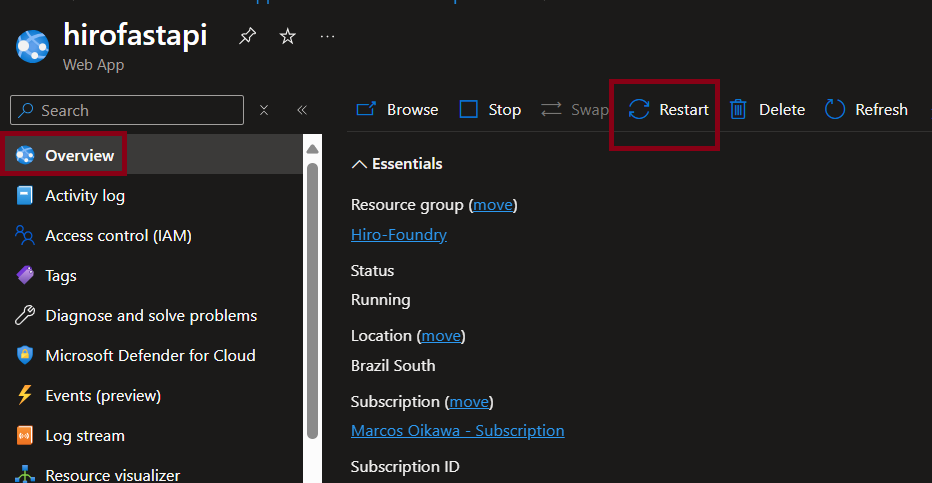 hirofastapi
Web App
Search
Browse Stop Swap Restart Delete Refresh
Overview
Activity log
Access control (IAM)
Tags
Diagnose and solve problems
Microsoft Defender for Cloud
Events (preview)
Log stream
Resource visualizer
Essentials
Resource group (move)
Hiro-Foundry
Status
Running
Location (move)
Brazil South
Subscription (move)
Marcos Oikawa - Subscription
Subscription ID